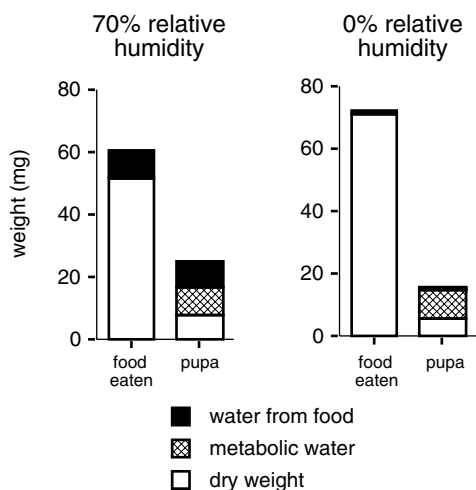 70% relative
humidity
0% relative
humidity
weight (mg)
80
60
40
20
0
food
eaten
pupa
80
60
40
20
0
food
eaten
pupa
water from food
metabolic water
dry weight